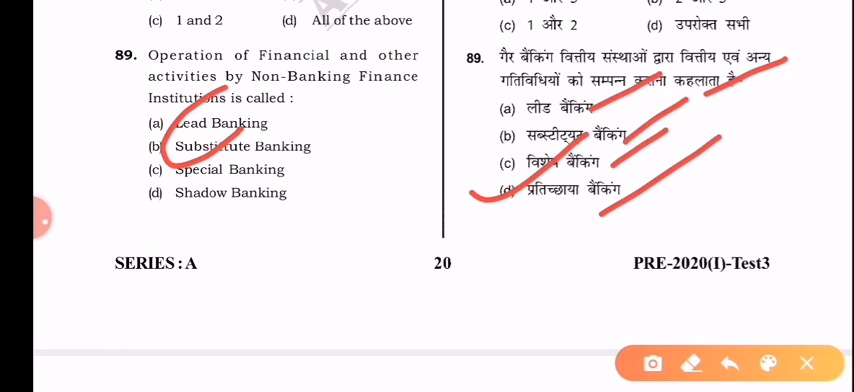 (c) 1 and 2 (d) All of the above
89. Operation of Financial and other
activities by Non-Banking Finance
Institutions is called :
(a) Lead Banking
(b) Substitute Banking
(c) Special Banking
(d) Shadow Banking
(c) 1 और 2 (d) उपरोक्त सभी
89. गैर बैंकिंग वित्तीय संस्थाओं द्वारा वित्तीय एवं अन्य
गतिविधियों को सम्पन्न करना कहलाता है
(a) लीड बैंकिंग
(b) सब्स्टीट्यूट बैंकिंग
(c) विशेष बैंकिंग
(d) प्रतिच्छाया बैंकिंग
SERIES : A 20 PRE-2020(I)-Test3